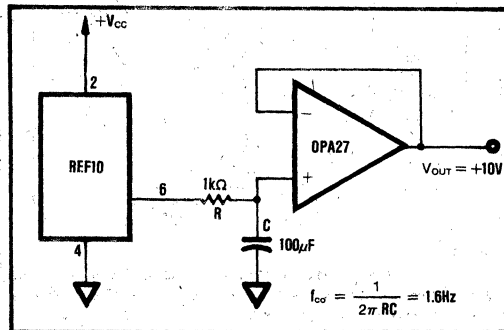 +VCC
2
REF10
6
4
1kΩ
R
C
100µF
−
+
OPA27
VOUT = +10V
fco = 1 / 2π RC = 1.6Hz